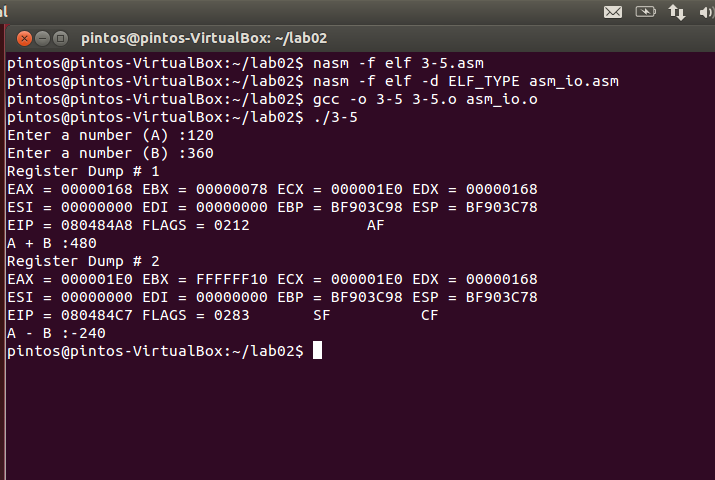 al
pintos@pintos-VirtualBox: ~/lab02
pintos@pintos-VirtualBox:~/lab02$ nasm -f elf 3-5.asm
pintos@pintos-VirtualBox:~/lab02$ nasm -f elf -d ELF_TYPE asm_io.asm
pintos@pintos-VirtualBox:~/lab02$ gcc -o 3-5 3-5.o asm_io.o
pintos@pintos-VirtualBox:~/lab02$ ./3-5
Enter a number (A) :120
Enter a number (B) :360
Register Dump # 1
EAX = 00000168 EBX = 00000078 ECX = 000001E0 EDX = 00000168
ESI = 00000000 EDI = 00000000 EBP = BF903C98 ESP = BF903C78
EIP = 080484A8 FLAGS = 0212 AF
A + B :480
Register Dump # 2
EAX = 000001E0 EBX = FFFFFF10 ECX = 000001E0 EDX = 00000168
ESI = 00000000 EDI = 00000000 EBP = BF903C98 ESP = BF903C78
EIP = 080484C7 FLAGS = 0283 SF CF
A - B :-240
pintos@pintos-VirtualBox:~/lab02$